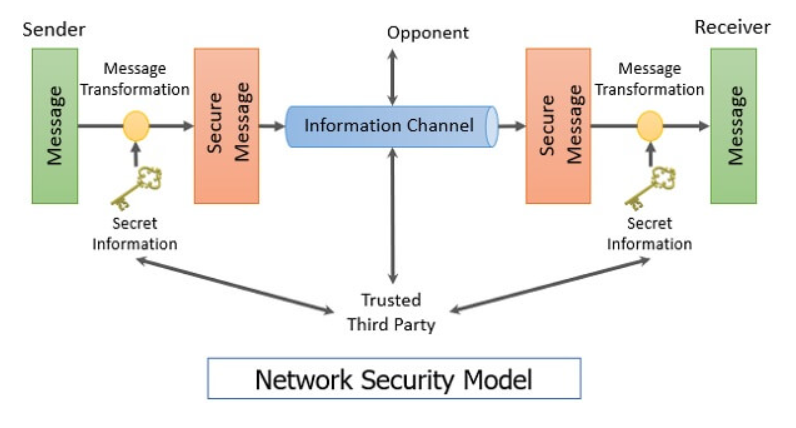 Sender
Opponent
Receiver
Message
Message
Transformation
Secure
Message
Information Channel
Secure
Message
Message
Transformation
Message
Secret
Information
Secret
Information
Trusted
Third Party
Network Security Model